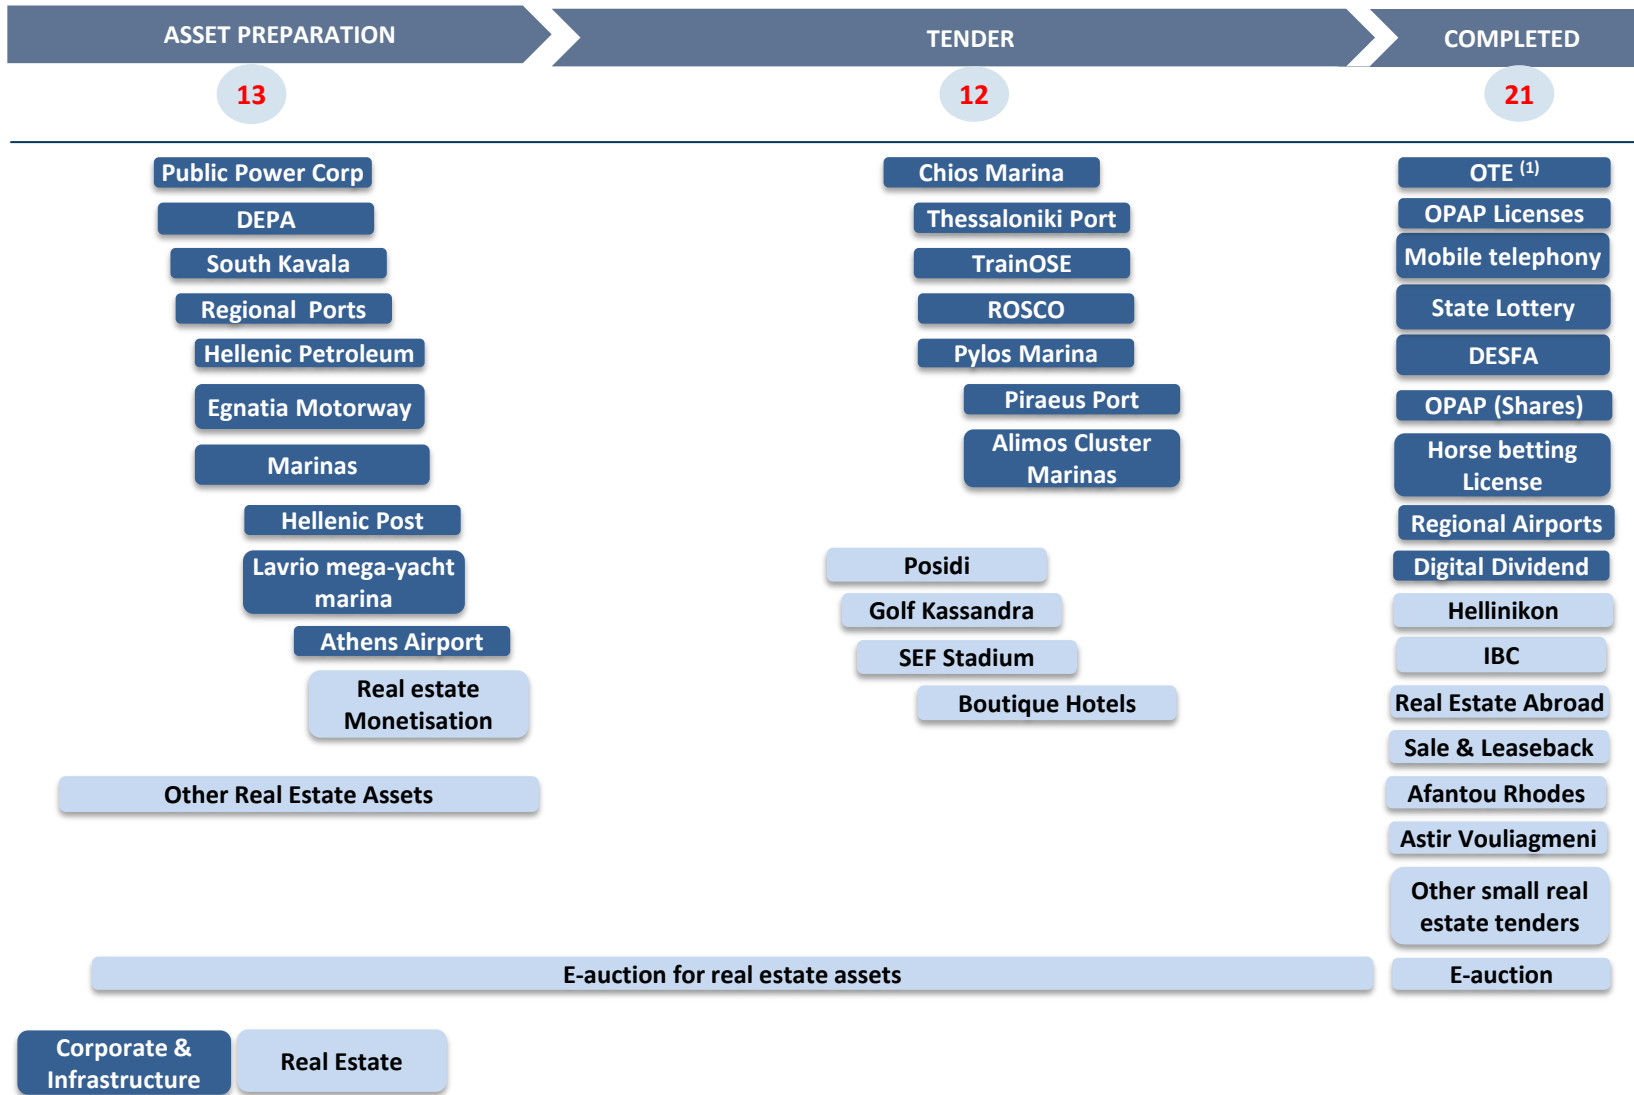 ASSET PREPARATION
TENDER
COMPLETED
13
12
21
Public Power Corp
DEPA
South Kavala
Regional Ports
Hellenic Petroleum
Egnatia Motorway
Marinas
Hellenic Post
Lavrio mega-yacht
marina
Athens Airport
Real estate
Monetisation
Other Real Estate Assets
Chios Marina
Thessaloniki Port
TrainOSE
ROSCO
Pylos Marina
Piraeus Port
Alimos Cluster
Marinas
Posidi
Golf Kassandra
SEF Stadium
Boutique Hotels
OTE (1)
OPAP Licenses
Mobile telephony
State Lottery
DESFA
OPAP (Shares)
Horse betting
License
Regional Airports
Digital Dividend
Hellinikon
IBC
Real Estate Abroad
Sale & Leaseback
Afantou Rhodes
Astir Vouliagmeni
Other small real
estate tenders
E-auction for real estate assets
E-auction
Corporate &
Infrastructure
Real Estate